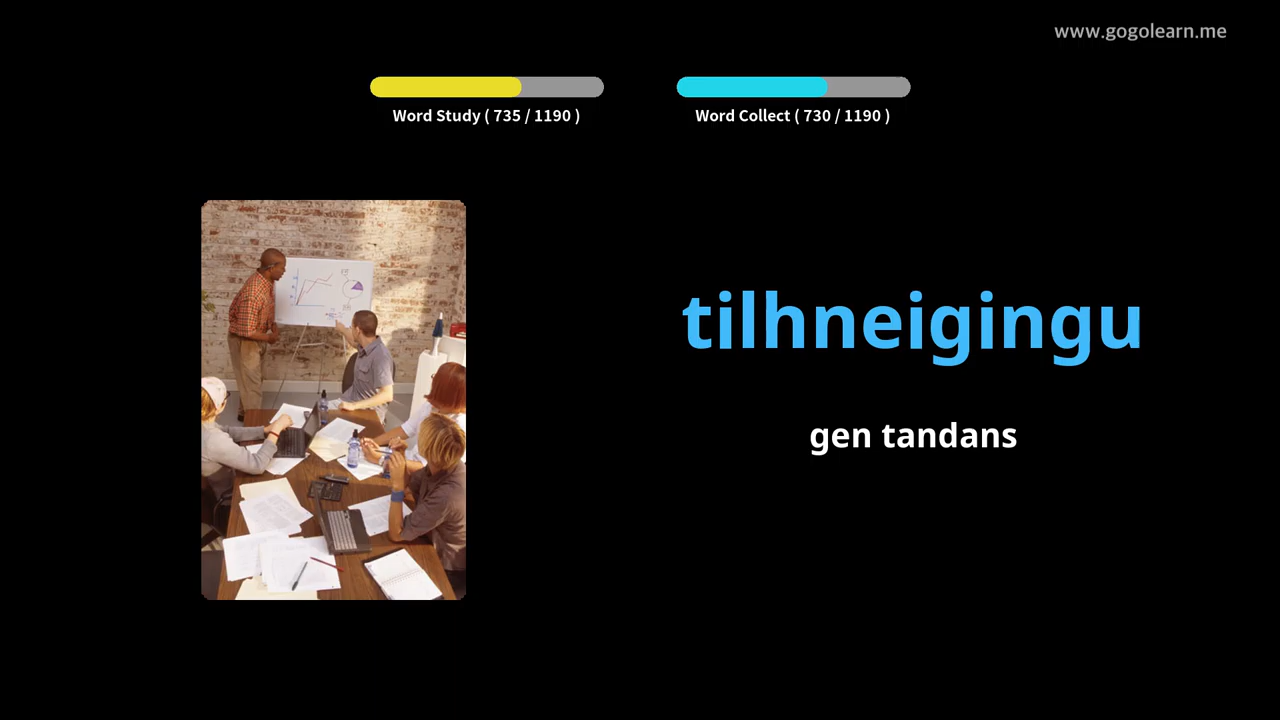 www.gogolearn.me
Word Study ( 735 / 1190 )
Word Collect ( 730 / 1190 )
tilhneigingu
gen tandans